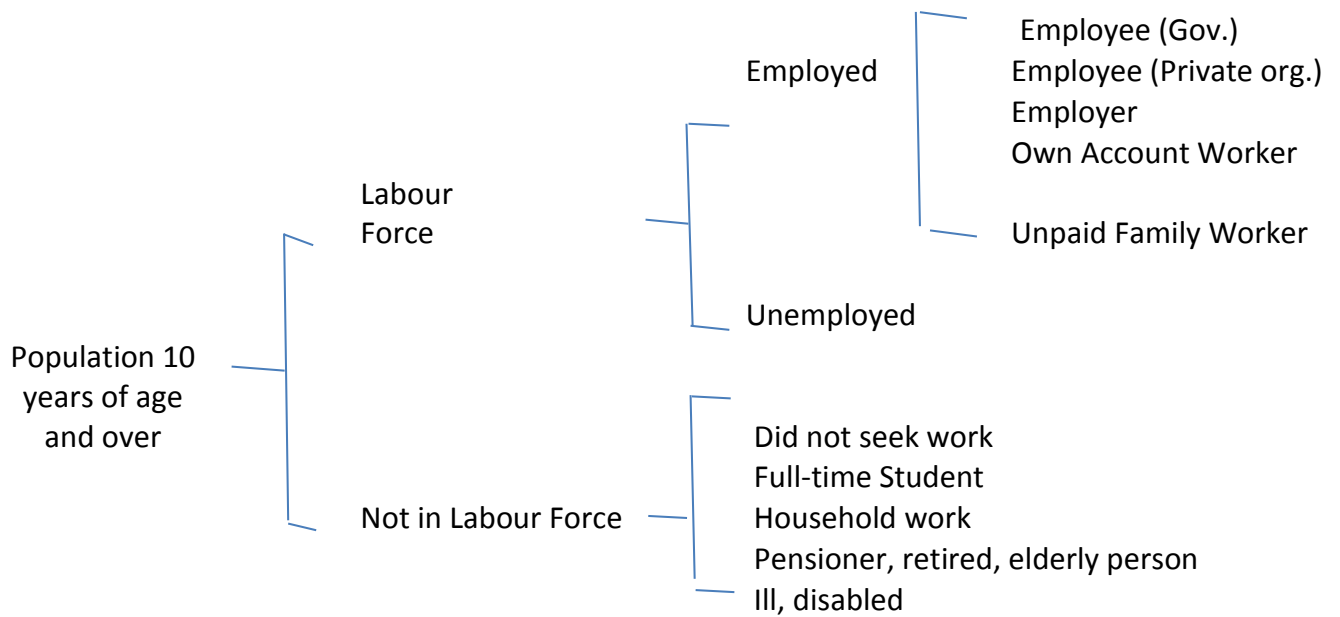 Population 10
years of age
and over
Labour
Force
Employed
Employee (Gov.)
Employee (Private org.)
Employer
Own Account Worker
Unpaid Family Worker
Unemployed
Not in Labour Force
Did not seek work
Full-time Student
Household work
Pensioner, retired, elderly person
Ill, disabled